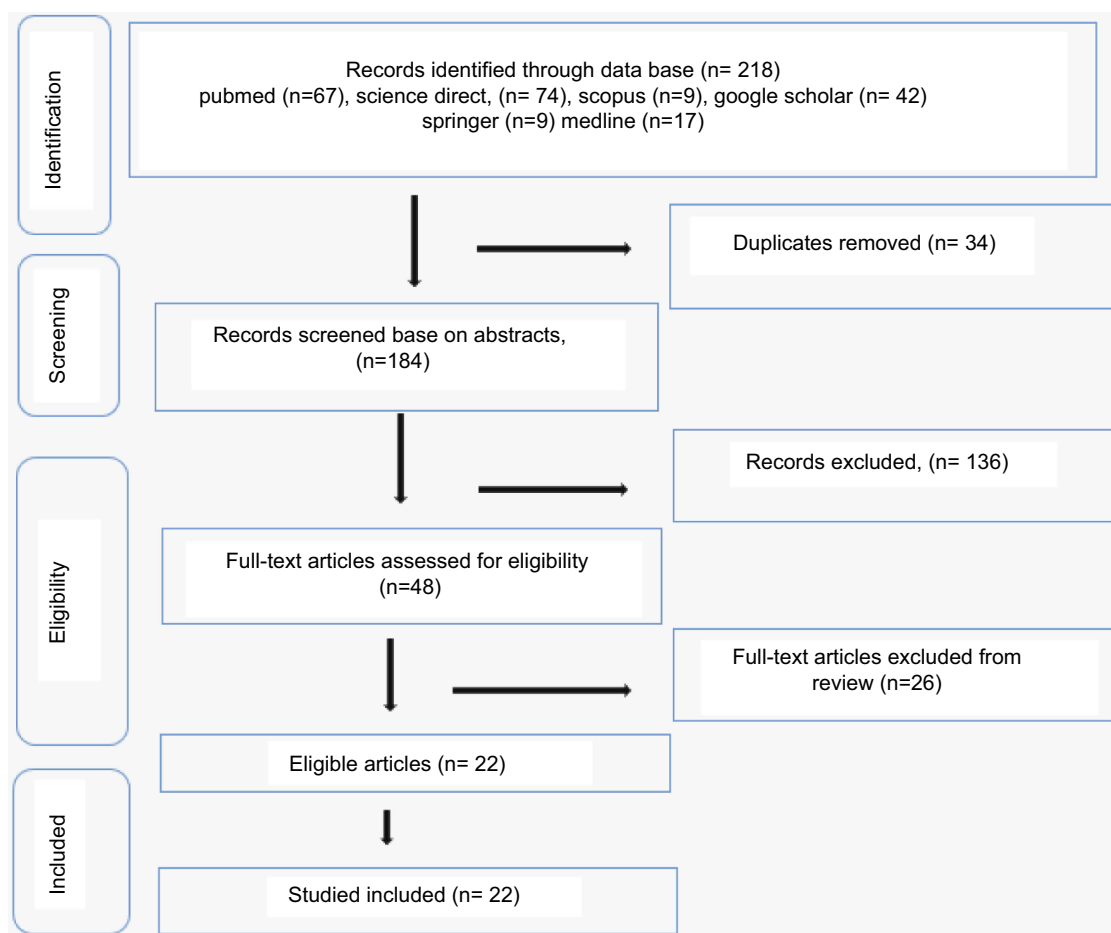 Identification
Records identified through data base (n= 218)
pubmed (n=67), science direct, (n= 74), scopus (n=9), google scholar (n= 42)
springer (n=9) medline (n=17)
Duplicates removed (n= 34)
Screening
Records screened base on abstracts,
(n=184)
Records excluded, (n= 136)
Eligibility
Full-text articles assessed for eligibility
(n=48)
Full-text articles excluded from
review (n=26)
Eligible articles (n= 22)
Included
Studied included (n= 22)